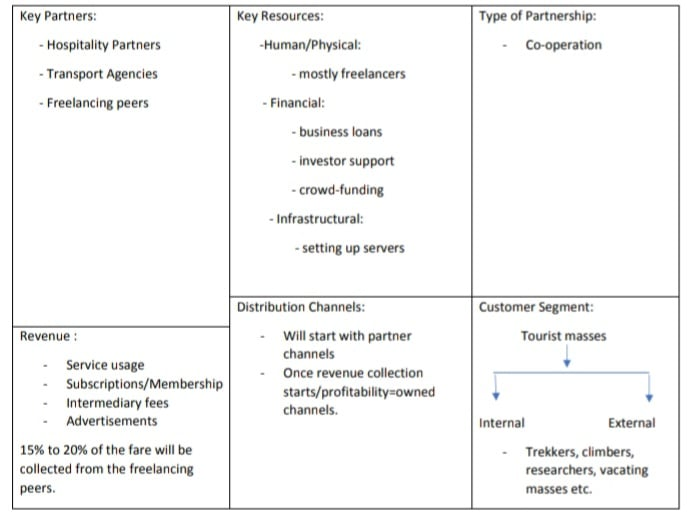 Key Partners:
- Hospitality Partners
- Transport Agencies
- Freelancing peers
Key Resources:
-Human/Physical:
- mostly freelancers
- Financial:
- business loans
- investor support
- crowd-funding
- Infrastructural:
- setting up servers
Type of Partnership:
- Co-operation
Revenue :
- Service usage
- Subscriptions/Membership
- Intermediary fees
- Advertisements
15% to 20% of the fare will be
collected from the freelancing
peers.
Distribution Channels:
- Will start with partner
channels
- Once revenue collection
starts/profitability=owned
channels.
Customer Segment:
Tourist masses
Internal External
- Trekkers, climbers,
researchers, vacating
masses etc.